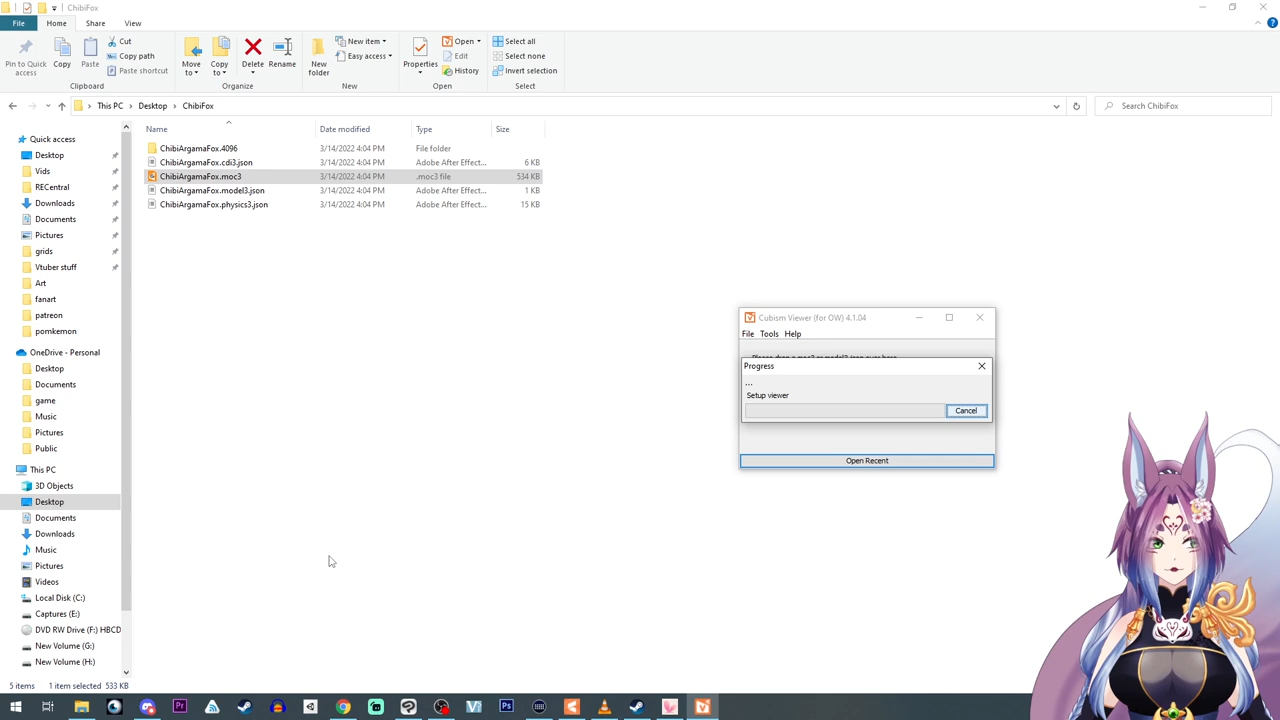 ChibiFox
File
Home
Share
View
Pin to Quick access
Copy
Paste
Cut
Copy path
Paste shortcut
Clipboard
Move to
Copy to
Delete
Rename
Organize
New folder
New item
Easy access
New
Properties
Open
Edit
History
Open
Select all
Select none
Invert selection
Select
This PC
Desktop
ChibiFox
Search ChibiFox
Name
Date modified
Type
Size
ChibiArgamaFox.4096 3/14/2022 4:04 PM File folder
ChibiArgamaFox.cdi3.json 3/14/2022 4:04 PM Adobe After Effect... 6 KB
ChibiArgamaFox.moc3 3/14/2022 4:04 PM .moc3 file 534 KB
ChibiArgamaFox.model3.json 3/14/2022 4:04 PM Adobe After Effect... 1 KB
ChibiArgamaFox.physics3.json 3/14/2022 4:04 PM Adobe After Effect... 15 KB
Quick access
Desktop
Vids
RECentral
Downloads
Documents
Pictures
grids
Vtuber stuff
Art
fanart
patreon
pomkemon
OneDrive - Personal
Desktop
Documents
game
Music
Pictures
Public
This PC
3D Objects
Desktop
Documents
Downloads
Music
Pictures
Videos
Local Disk (C:)
Captures (E:)
DVD RW Drive (F:) HBCD
New Volume (G:)
New Volume (H:)
5 items 1 item selected 533 KB
Cubism Viewer (for OW) 4.1.04
File Tools Help
Progress
...
Setup viewer
Cancel
Open Recent